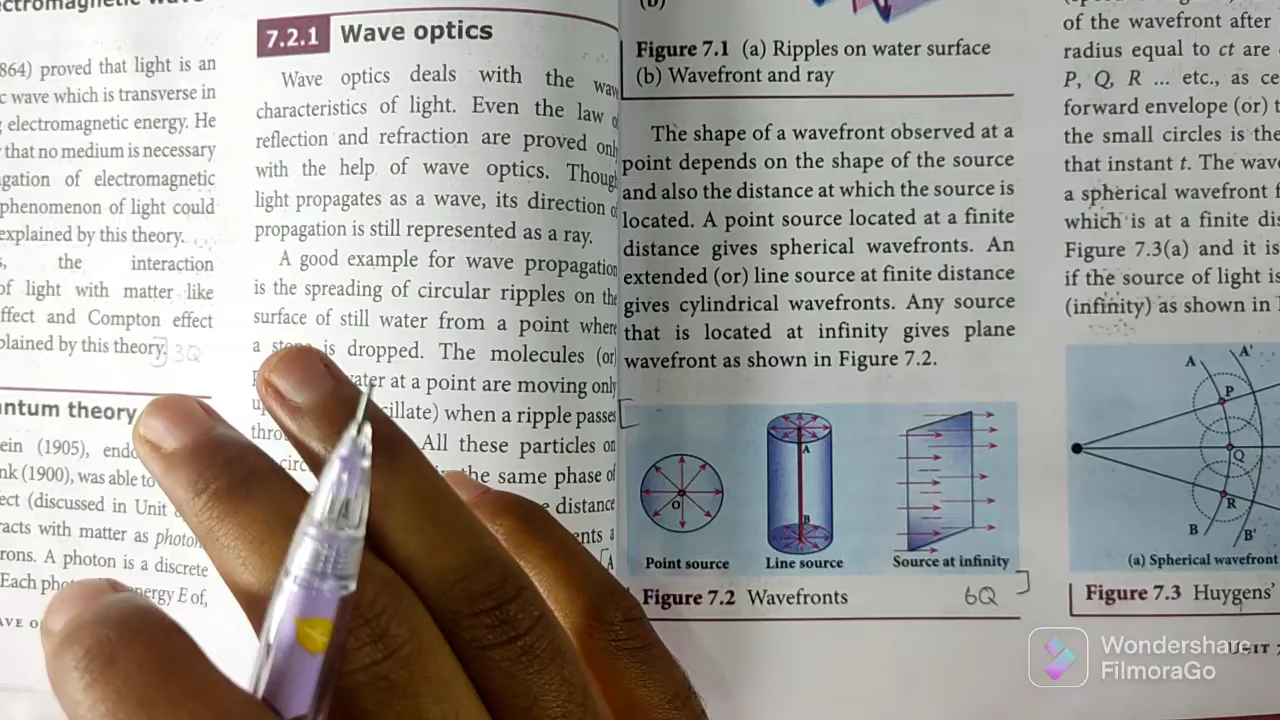 864) proved that light is an
c wave which is transverse in
electromagnetic energy. He
that no medium is necessary
gation of electromagnetic
phenomenon of light could
explained by this theory.
s, the interaction
of light with matter like
ffect and Compton effect
plained by this theory. 3Q
ntum theory
ein (1905), endo
nk (1900), was able to
ect (discussed in Unit
racts with matter as photon
rons. A photon is a discrete
Each pho energy E of,
7.2.1 Wave optics
Wave optics deals with the wav
characteristics of light. Even the law o
reflection and refraction are proved only
with the help of wave optics. Though
light propagates as a wave, its direction of
propagation is still represented as a ray.
A good example for wave propagation
is the spreading of circular ripples on the
surface of still water from a point where
a stone is dropped. The molecules (or)
water at a point are moving only
cillate) when a ripple passes
thro All these particles on
circ the same phase of
distance
ents a
(b)
Figure 7.1 (a) Ripples on water surface
(b) Wavefront and ray
The shape of a wavefront observed at a
point depends on the shape of the source
and also the distance at which the source is
located. A point source located at a finite
distance gives spherical wavefronts. An
extended (or) line source at finite distance
gives cylindrical wavefronts. Any source
that is located at infinity gives plane
wavefront as shown in Figure 7.2.
O
A
B
Point source Line source Source at infinity
Figure 7.2 Wavefronts 6Q
of the wavefront after
radius equal to ct are
P, Q, R ... etc., as ce
forward envelope (or) t
the small circles is the
that instant t. The wave
a spherical wavefront f
which is at a finite dis
Figure 7.3(a) and it is
if the source of light is
(infinity) as shown in
A A'
P
Q
R
B B'
(a) Spherical wavefront
Figure 7.3 Huygens'
UNIT 7
Wondershare
FilmoraGo